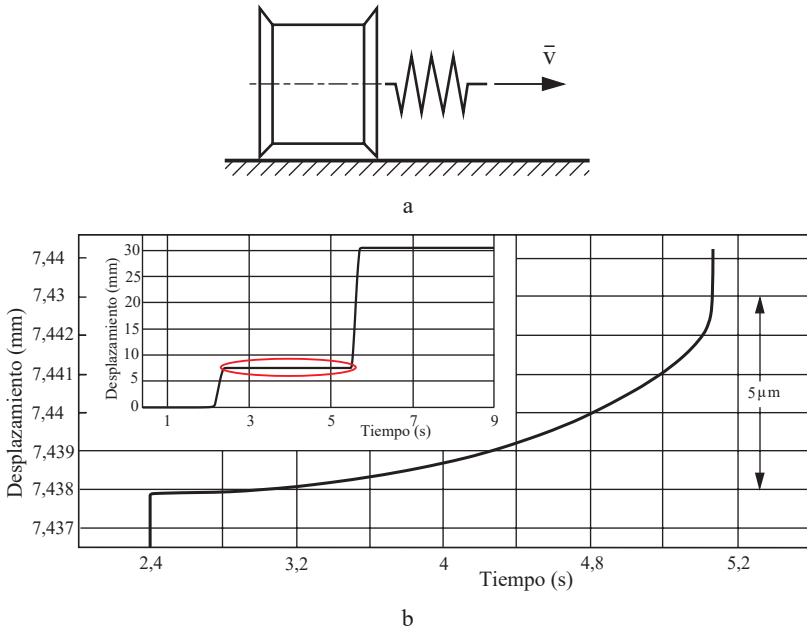 v̄
a
Desplazamiento (mm)
7,44
7,43
7,442
7,441
7,44
7,439
7,438
7,437
Desplazamiento (mm)
30
25
20
15
10
5
0
1 3 5 7 9
Tiempo (s)
5 μm
2,4 3,2 4 4,8 5,2
Tiempo (s)
b